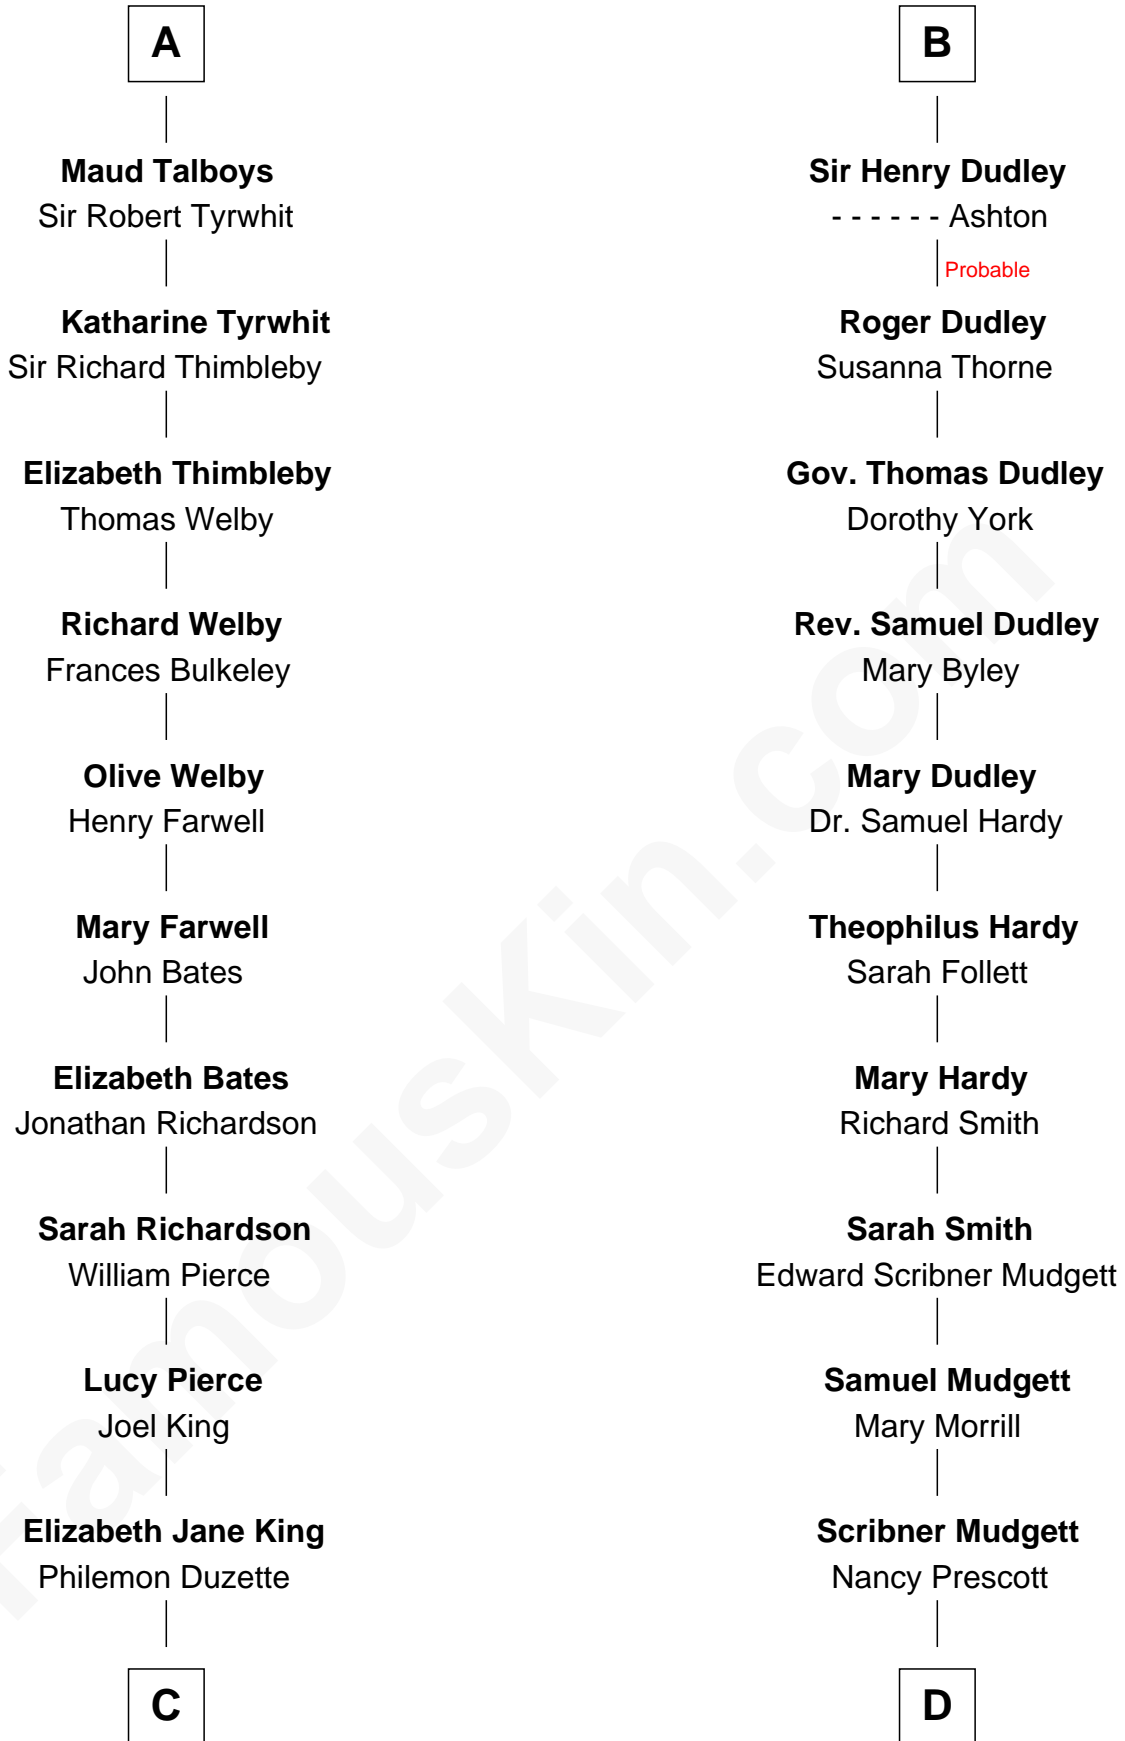 A
Maud Talboys
Sir Robert Tyrwhit
Katharine Tyrwhit
Sir Richard Thimbleby
Elizabeth Thimbleby
Thomas Welby
Richard Welby
Frances Bulkeley
Olive Welby
Henry Farwell
Mary Farwell
John Bates
Elizabeth Bates
Jonathan Richardson
Sarah Richardson
William Pierce
Lucy Pierce
Joel King
Elizabeth Jane King
Philemon Duzette
C
B
Sir Henry Dudley
- - - - - - Ashton
Probable
Roger Dudley
Susanna Thorne
Gov. Thomas Dudley
Dorothy York
Rev. Samuel Dudley
Mary Byley
Mary Dudley
Dr. Samuel Hardy
Theophilus Hardy
Sarah Follett
Mary Hardy
Richard Smith
Sarah Smith
Edward Scribner Mudgett
Samuel Mudgett
Mary Morrill
Scribner Mudgett
Nancy Prescott
D
FamousKin.com